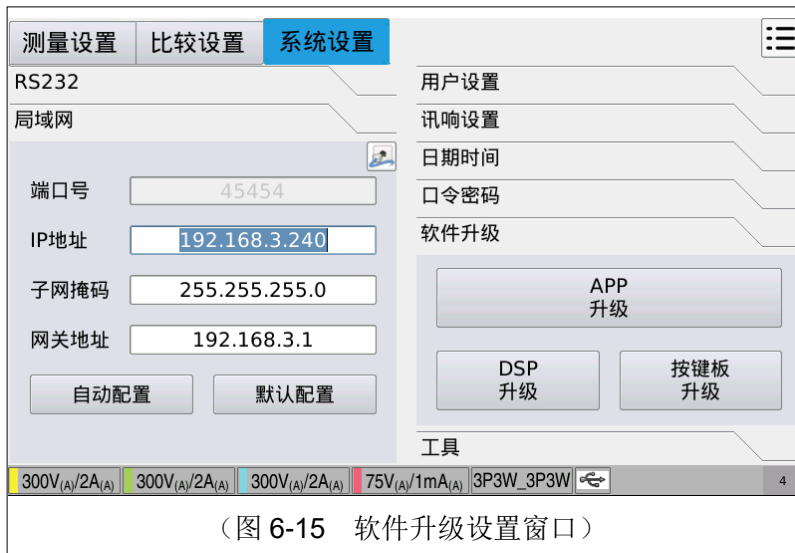 测量设置 比较设置 系统设置
RS232
局域网
端口号 45454
IP地址 192.168.3.240
子网掩码 255.255.255.0
网关地址 192.168.3.1
自动配置 默认配置
用户设置
讯响设置
日期时间
口令密码
软件升级
APP
升级
DSP
升级
按键板
升级
工具
300V(A)/2A(A) 300V(A)/2A(A) 300V(A)/2A(A) 75V(A)/1mA(A) 3P3W_3P3W 4
（图 6-15 软件升级设置窗口）